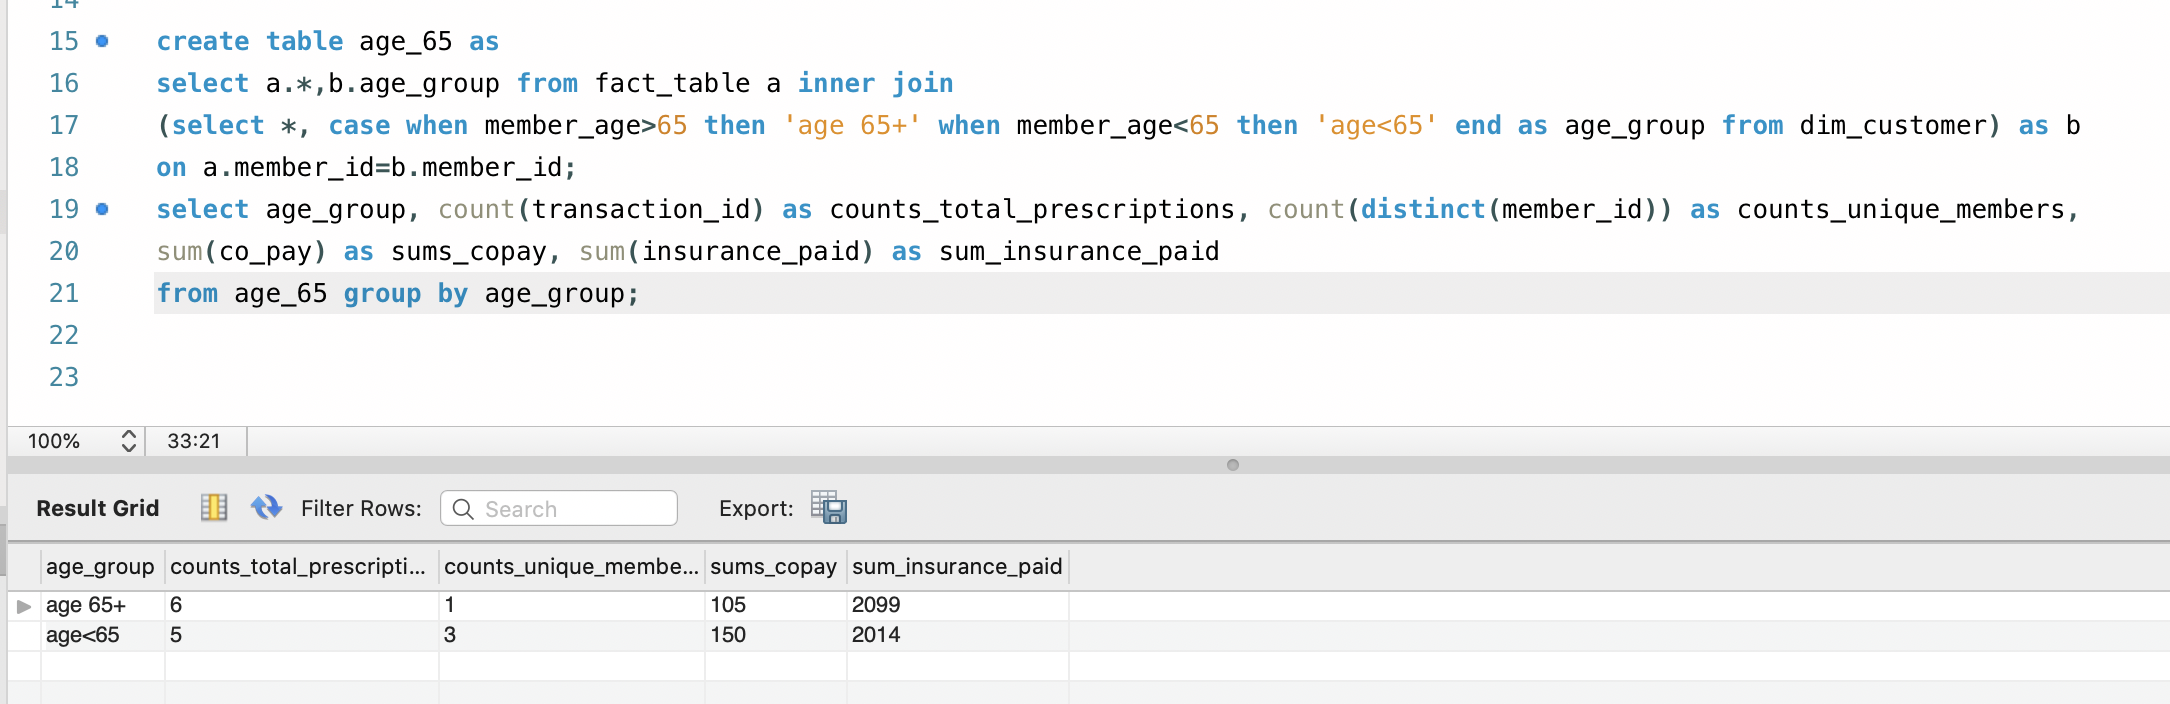 14
15 create table age_65 as
16 select a.*,b.age_group from fact_table a inner join
17 (select *, case when member_age>65 then 'age 65+' when member_age<65 then 'age<65' end as age_group from dim_customer) as b
18 on a.member_id=b.member_id;
19 select age_group, count(transaction_id) as counts_total_prescriptions, count(distinct(member_id)) as counts_unique_members,
20 sum(co_pay) as sums_copay, sum(insurance_paid) as sum_insurance_paid
21 from age_65 group by age_group;
22
23
100% 33:21
Result Grid Filter Rows: Search Export:
age_group counts_total_prescripti... counts_unique_membe... sums_copay sum_insurance_paid
age 65+ 6 1 105 2099
age<65 5 3 150 2014